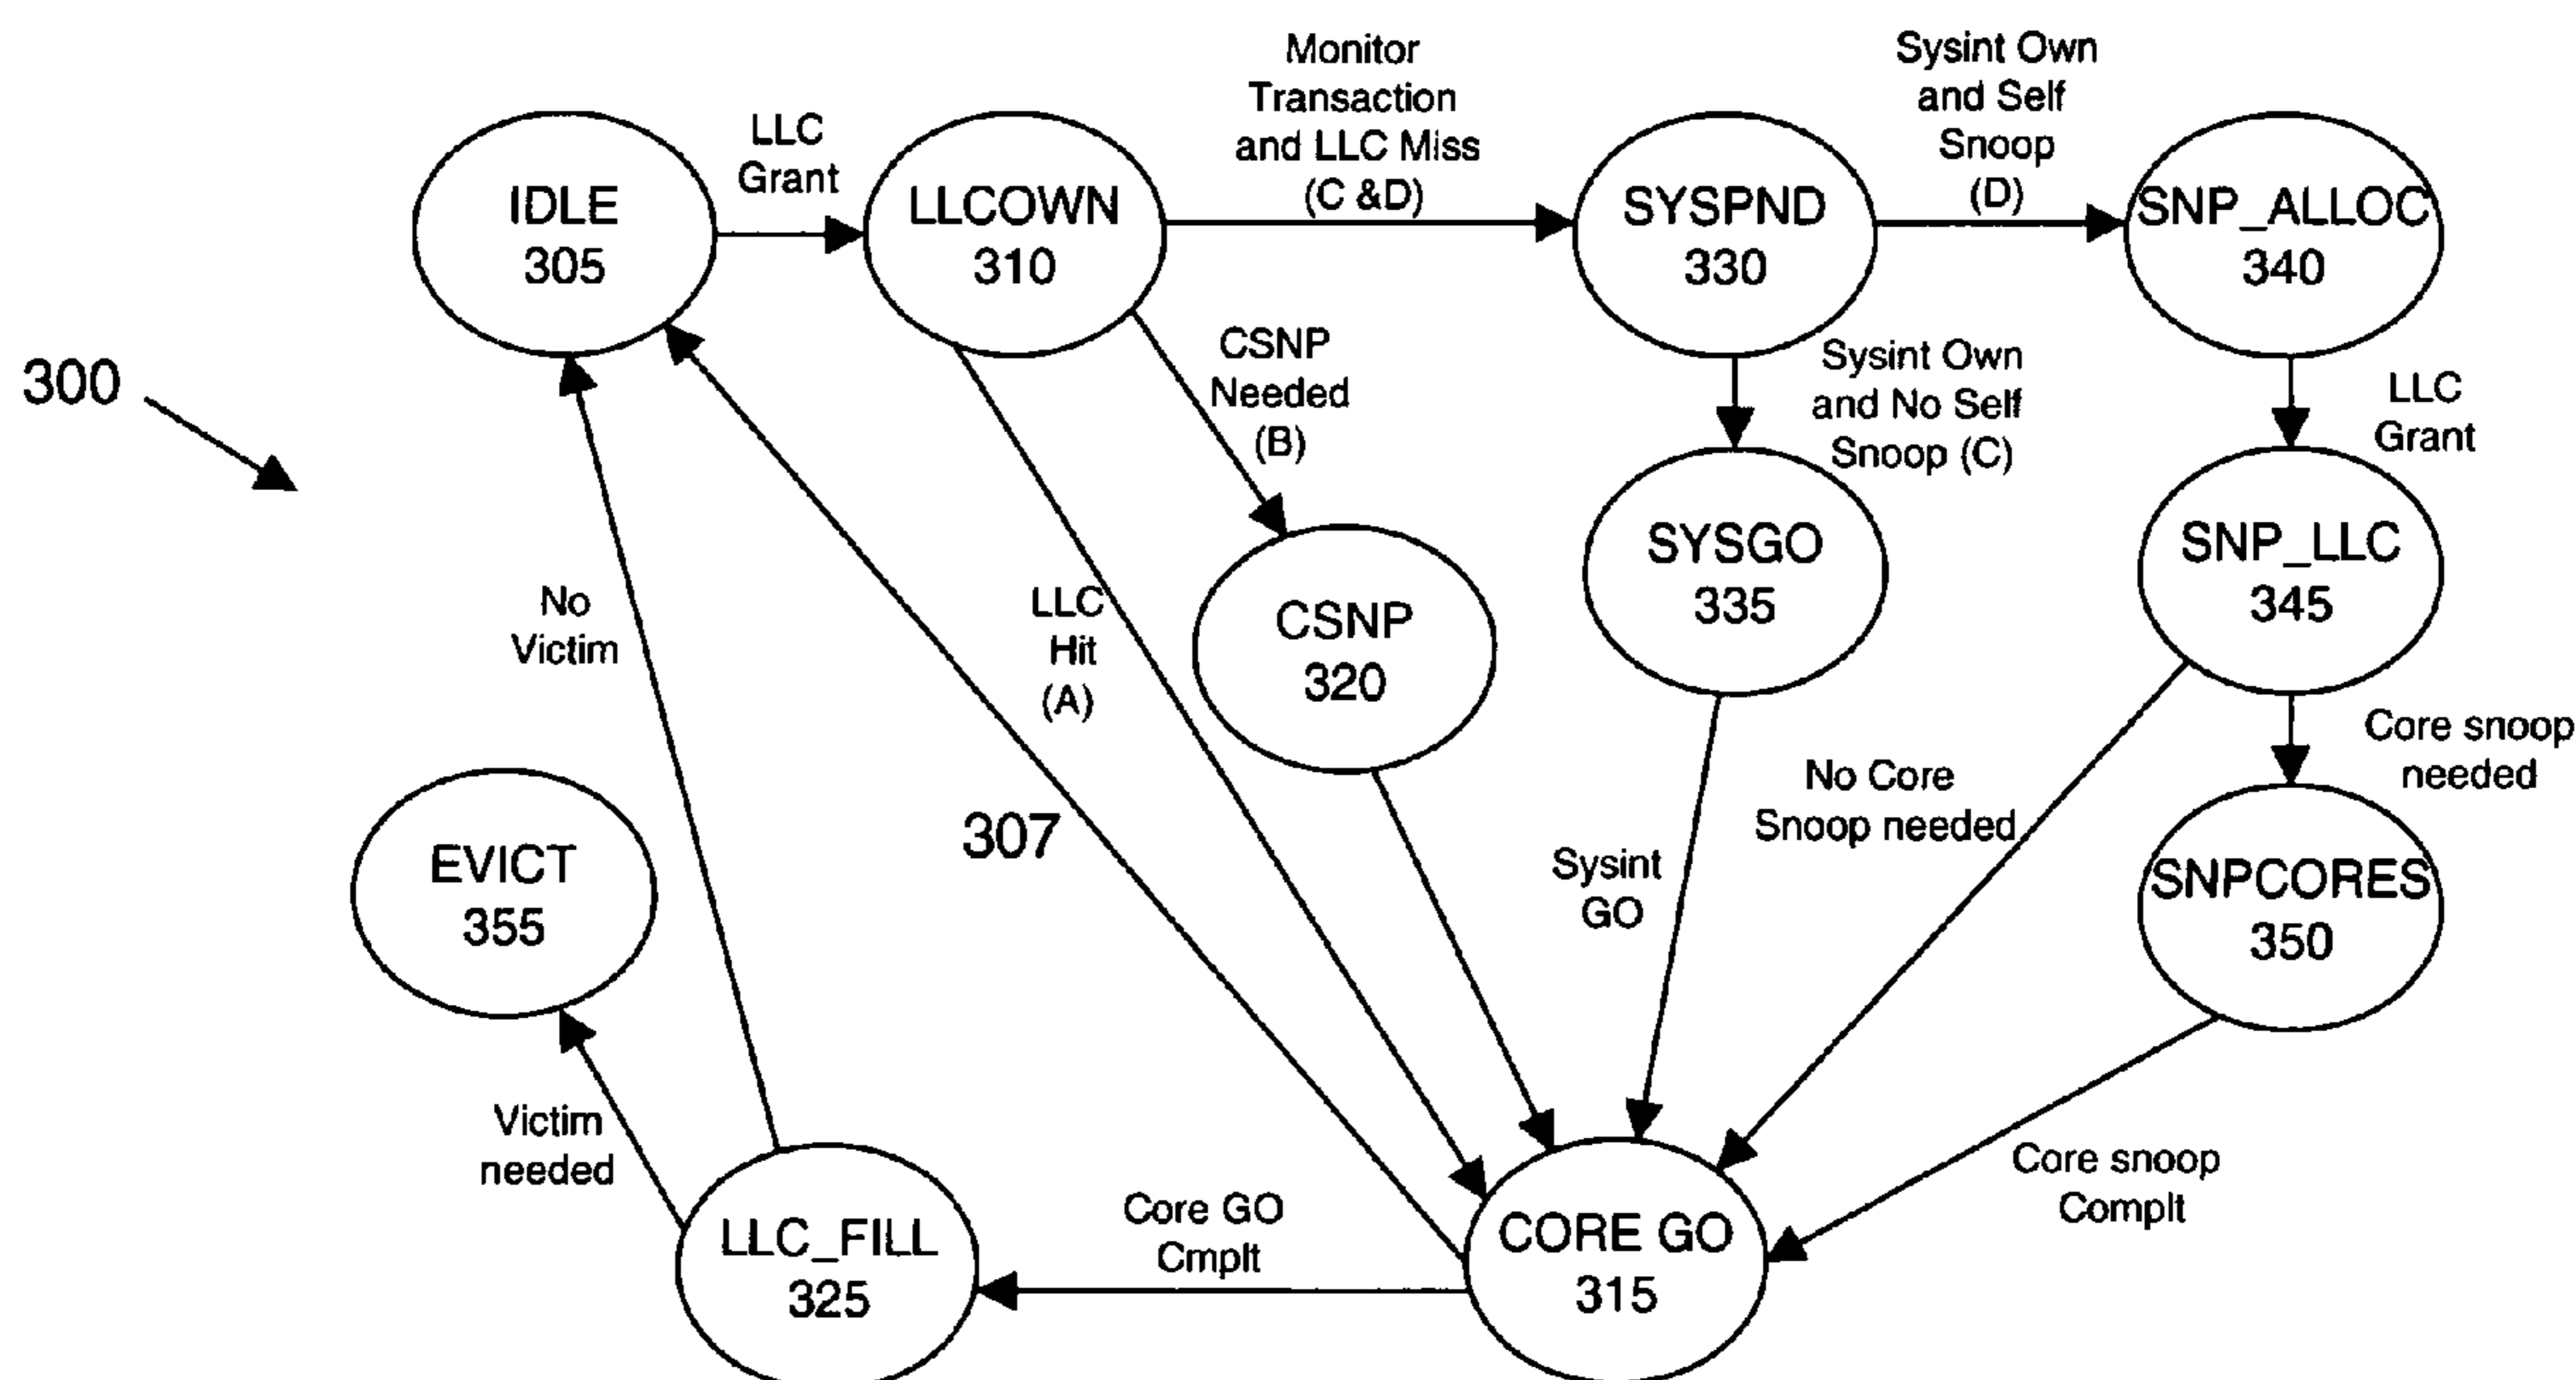 Monitor
Transaction
and LLC Miss
(C &D)
Sysint Own
and Self
Snoop
(D)
LLC
Grant
IDLE
305
LLCOWN
310
SYSPND
330
SNP_ALLOC
340
300
CSNP
Needed
(B)
Sysint Own
and No Self
Snoop (C)
LLC
Grant
No
Victim
LLC
Hit
(A)
CSNP
320
SYSGO
335
SNP_LLC
345
307
Core snoop
needed
No Core
Snoop needed
EVICT
355
Sysint
GO
SNPCORES
350
Victim
needed
Core GO
Cmplt
Core snoop
Complt
LLC_FILL
325
CORE GO
315